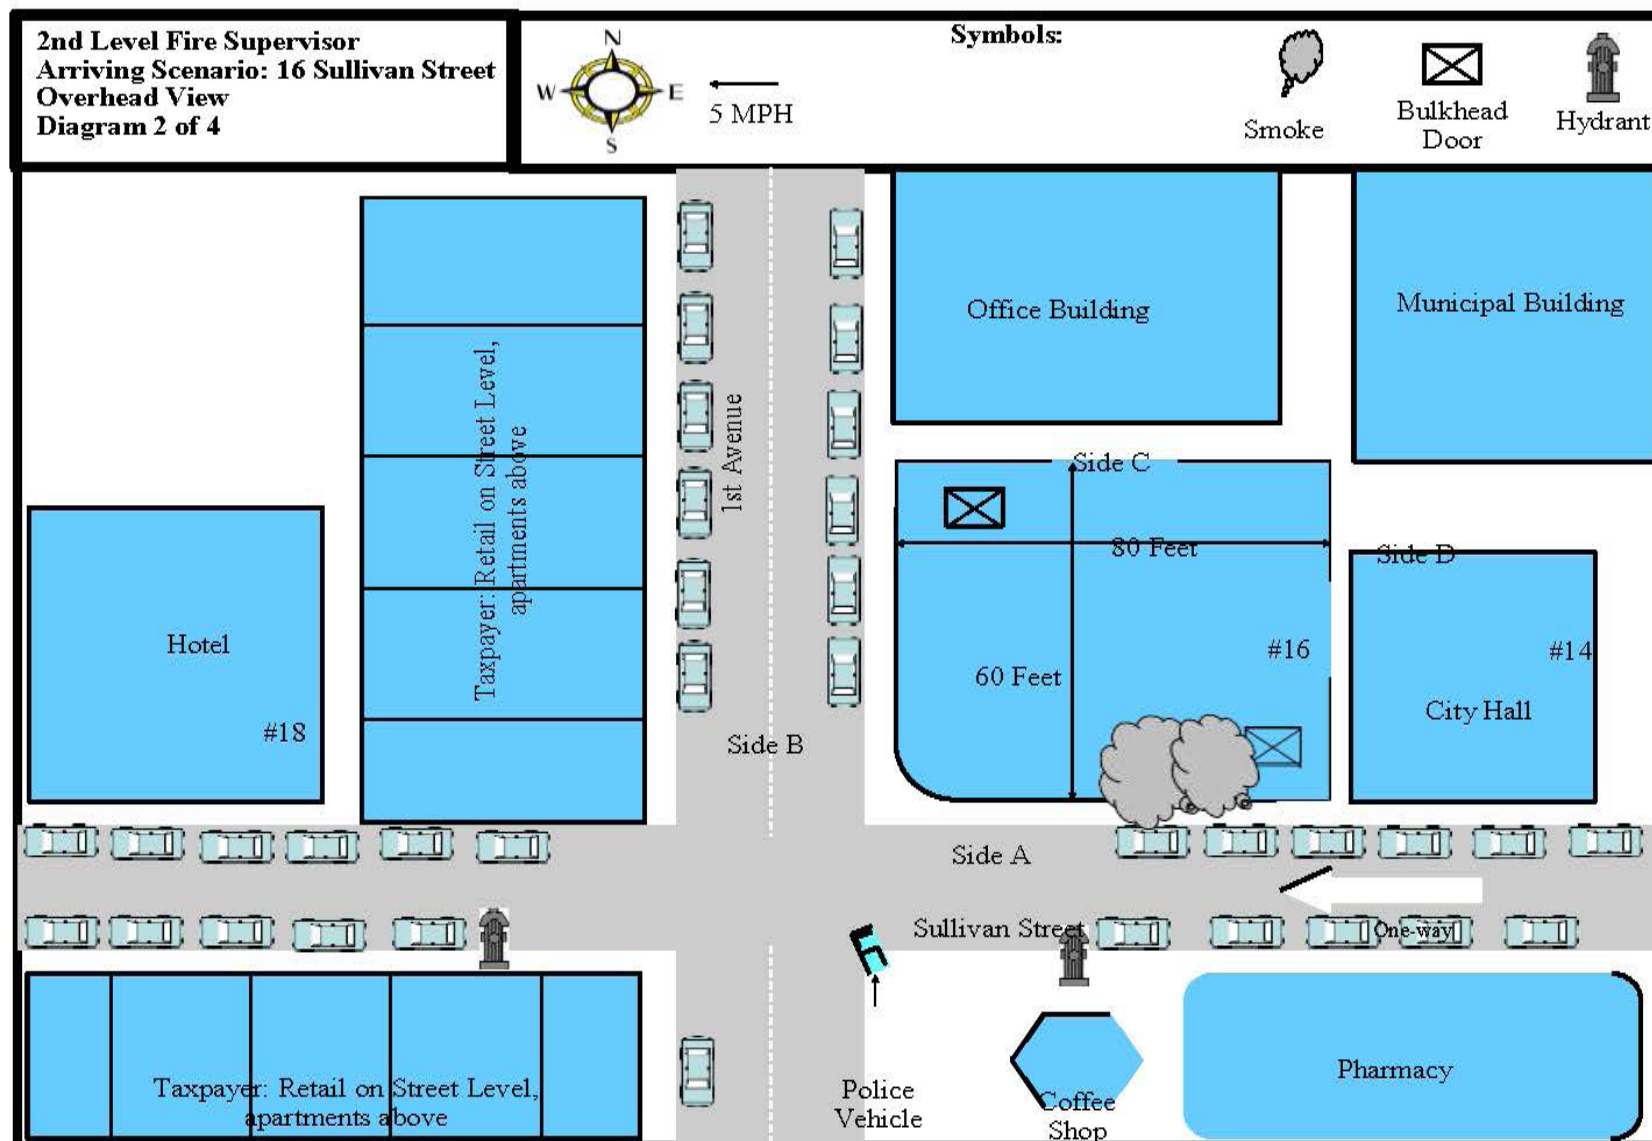 2nd Level Fire Supervisor
Arriving Scenario: 16 Sullivan Street
Overhead View
Diagram 2 of 4
N
W
E
S
5 MPH
Symbols:
Smoke
Bulkhead
Door
Hydrant
Taxpayer: Retail on Street Level,
apartments above
1st Avenue
Office Building
Municipal Building
Side C
80 Feet
Side D
Hotel
#18
60 Feet
#16
#14
City Hall
Side B
Side A
Sullivan Street
One-way
Taxpayer: Retail on Street Level,
apartments above
Police
Vehicle
Coffee
Shop
Pharmacy